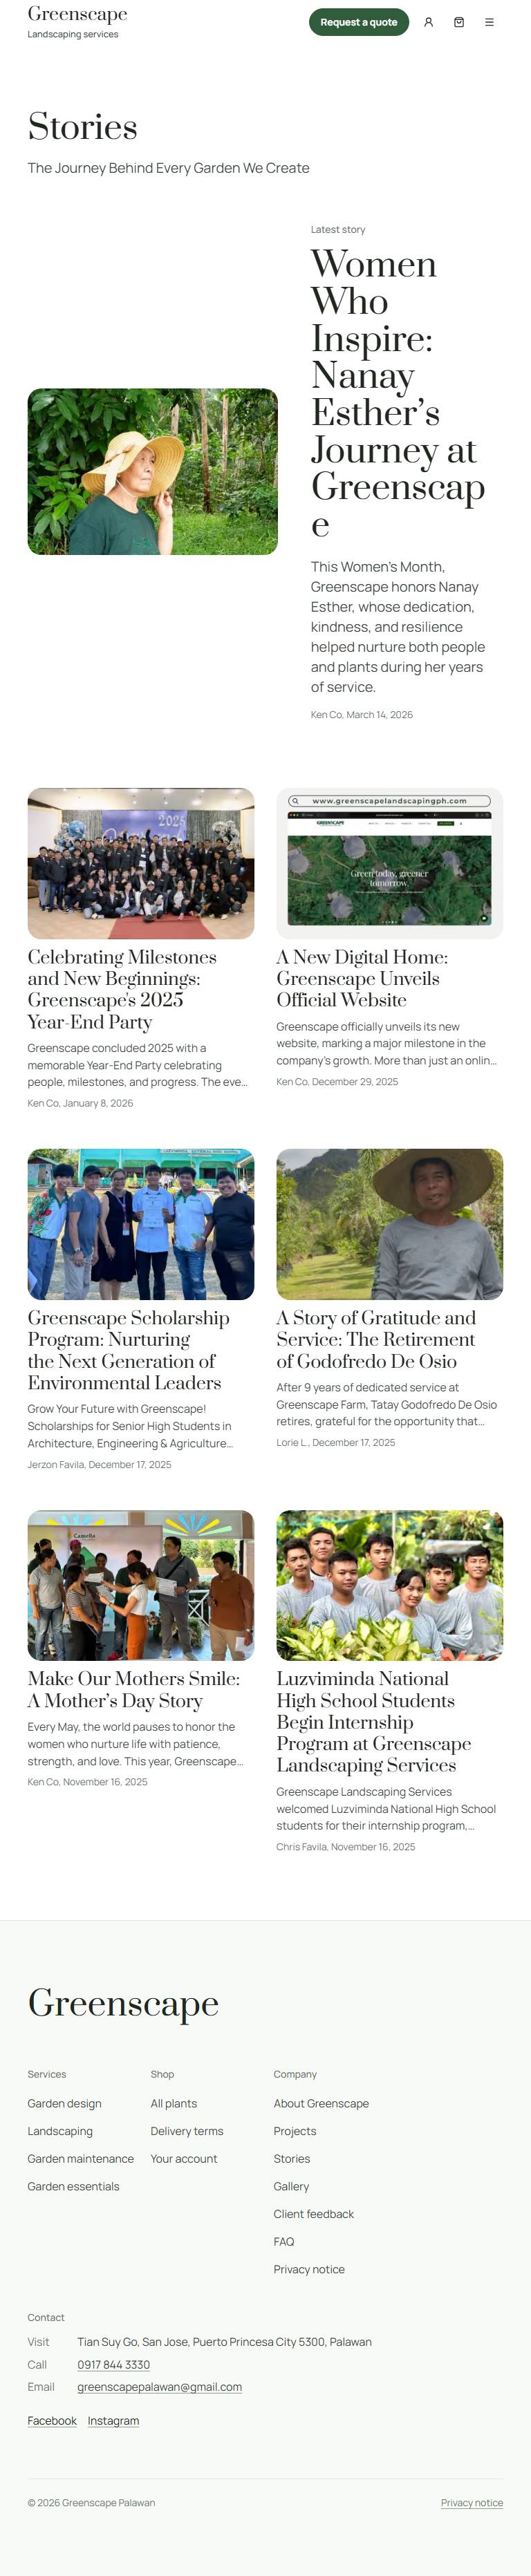 Greenscape
Landscaping services
Request a quote
Stories
The Journey Behind Every Garden We Create
Latest story
Women
Who
Inspire:
Nanay
Esther’s
Journey at
Greenscap
e
This Women’s Month,
Greenscape honors Nanay
Esther, whose dedication,
kindness, and resilience
helped nurture both people
and plants during her years
of service.
Ken Co, March 14, 2026
2025
www.greenscapelandscapingph.com
GREENSCAPE
Green today, greener
tomorrow.
Celebrating Milestones
and New Beginnings:
Greenscape's 2025
Year-End Party
Greenscape concluded 2025 with a
memorable Year-End Party celebrating
people, milestones, and progress. The eve…
Ken Co, January 8, 2026
A New Digital Home:
Greenscape Unveils
Official Website
Greenscape officially unveils its new
website, marking a major milestone in the
company’s growth. More than just an onlin…
Ken Co, December 29, 2025
Greenscape Scholarship
Program: Nurturing
the Next Generation of
Environmental Leaders
Grow Your Future with Greenscape!
Scholarships for Senior High Students in
Architecture, Engineering & Agriculture…
Jerzon Favila, December 17, 2025
A Story of Gratitude and
Service: The Retirement
of Godofredo De Osio
After 9 years of dedicated service at
Greenscape Farm, Tatay Godofredo De Osio
retires, grateful for the opportunity that…
Lorie L., December 17, 2025
Camella
Make Our Mothers Smile:
A Mother’s Day Story
Every May, the world pauses to honor the
women who nurture life with patience,
strength, and love. This year, Greenscape…
Ken Co, November 16, 2025
Luzviminda National
High School Students
Begin Internship
Program at Greenscape
Landscaping Services
Greenscape Landscaping Services
welcomed Luzviminda National High School
students for their internship program,…
Chris Favila, November 16, 2025
Greenscape
Services
Garden design
Landscaping
Garden maintenance
Garden essentials
Shop
All plants
Delivery terms
Your account
Company
About Greenscape
Projects
Stories
Gallery
Client feedback
FAQ
Privacy notice
Contact
Visit Tian Suy Go, San Jose, Puerto Princesa City 5300, Palawan
Call 0917 844 3330
Email greenscapepalawan@gmail.com
Facebook Instagram
© 2026 Greenscape Palawan
Privacy notice